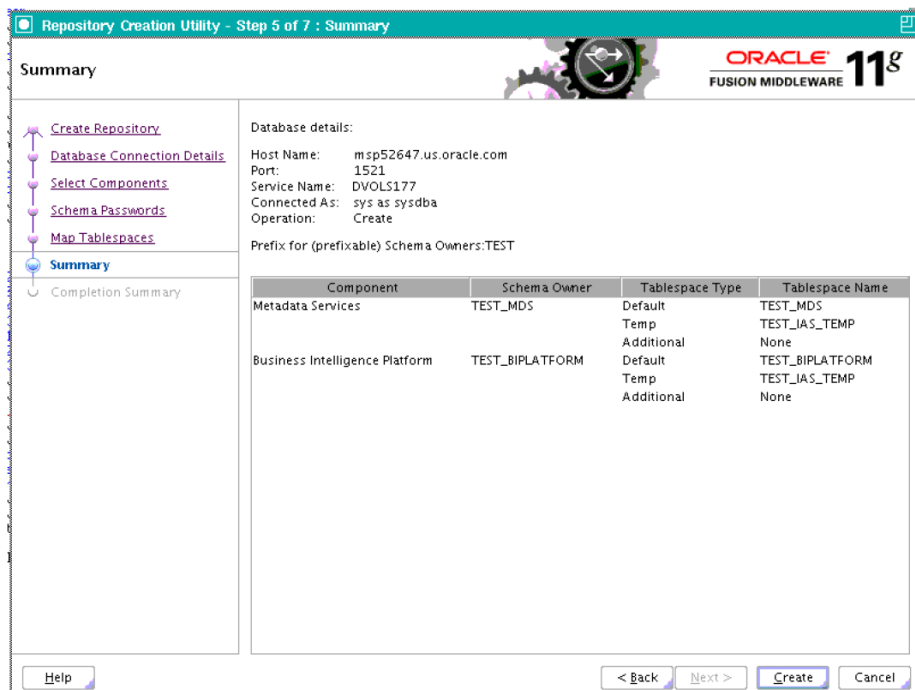 Repository Creation Utility - Step 5 of 7 : Summary
Summary
ORACLE
FUSION MIDDLEWARE
11g
Create Repository
Database Connection Details
Select Components
Schema Passwords
Map Tablespaces
Summary
Completion Summary
Database details:
Host Name: msp52647.us.oracle.com
Port: 1521
Service Name: DVOLS177
Connected As: sys as sysdba
Operation: Create
Prefix for (prefixable) Schema Owners:TEST
Component Schema Owner Tablespace Type Tablespace Name
Metadata Services TEST_MDS Default TEST_MDS
Temp TEST_IAS_TEMP
Additional None
Business Intelligence Platform TEST_BIPLATFORM Default TEST_BIPLATFORM
Temp TEST_IAS_TEMP
Additional None
Help < Back Next > Create Cancel